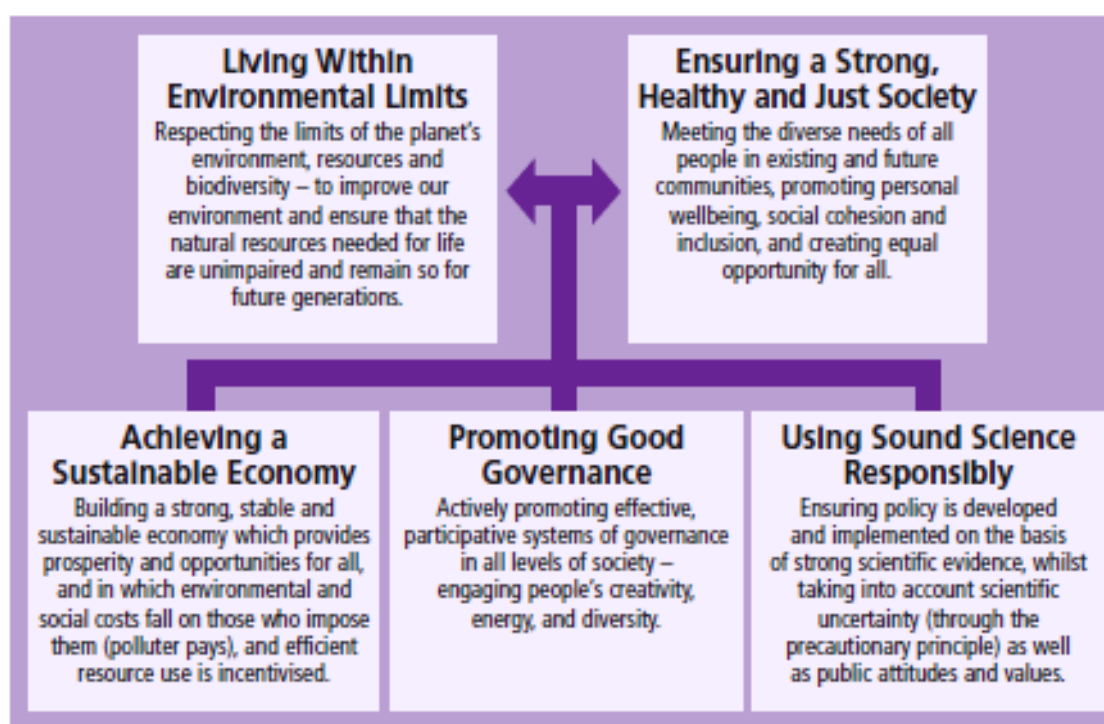 Living Within
Environmental Limits
Respecting the limits of the planet's
environment, resources and
biodiversity – to improve our
environment and ensure that the
natural resources needed for life
are unimpaired and remain so for
future generations.
Ensuring a Strong,
Healthy and Just Society
Meeting the diverse needs of all
people in existing and future
communities, promoting personal
wellbeing, social cohesion and
inclusion, and creating equal
opportunity for all.
Achieving a
Sustainable Economy
Building a strong, stable and
sustainable economy which provides
prosperity and opportunities for all,
and in which environmental and
social costs fall on those who impose
them (polluter pays), and efficient
resource use is incentivised.
Promoting Good
Governance
Actively promoting effective,
participative systems of governance
in all levels of society –
engaging people's creativity,
energy, and diversity.
Using Sound Science
Responsibly
Ensuring policy is developed
and implemented on the basis
of strong scientific evidence, whilst
taking into account scientific
uncertainty (through the
precautionary principle) as well
as public attitudes and values.